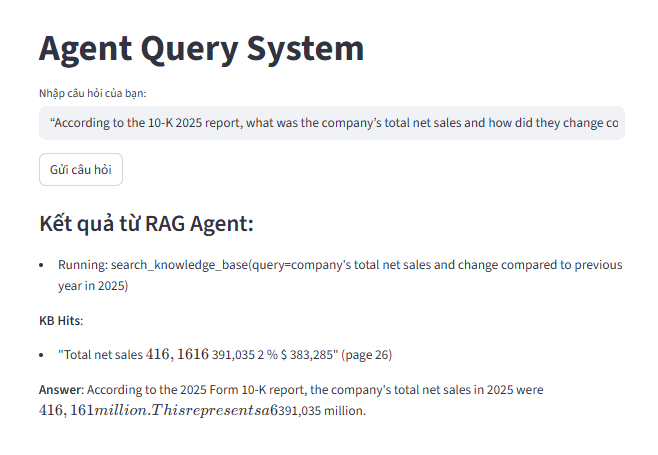 Agent Query System
Nhập câu hỏi của bạn:
“According to the 10-K 2025 report, what was the company’s total net sales and how did they change co
Gửi câu hỏi
Kết quả từ RAG Agent:
• Running: search_knowledge_base(query=company's total net sales and change compared to previous
year in 2025)
KB Hits:
• "Total net sales 416,1616 391,035 2 % $ 383,285" (page 26)
Answer: According to the 2025 Form 10-K report, the company's total net sales in 2025 were
416,161million.Thisrepresentsa6391,035 million.